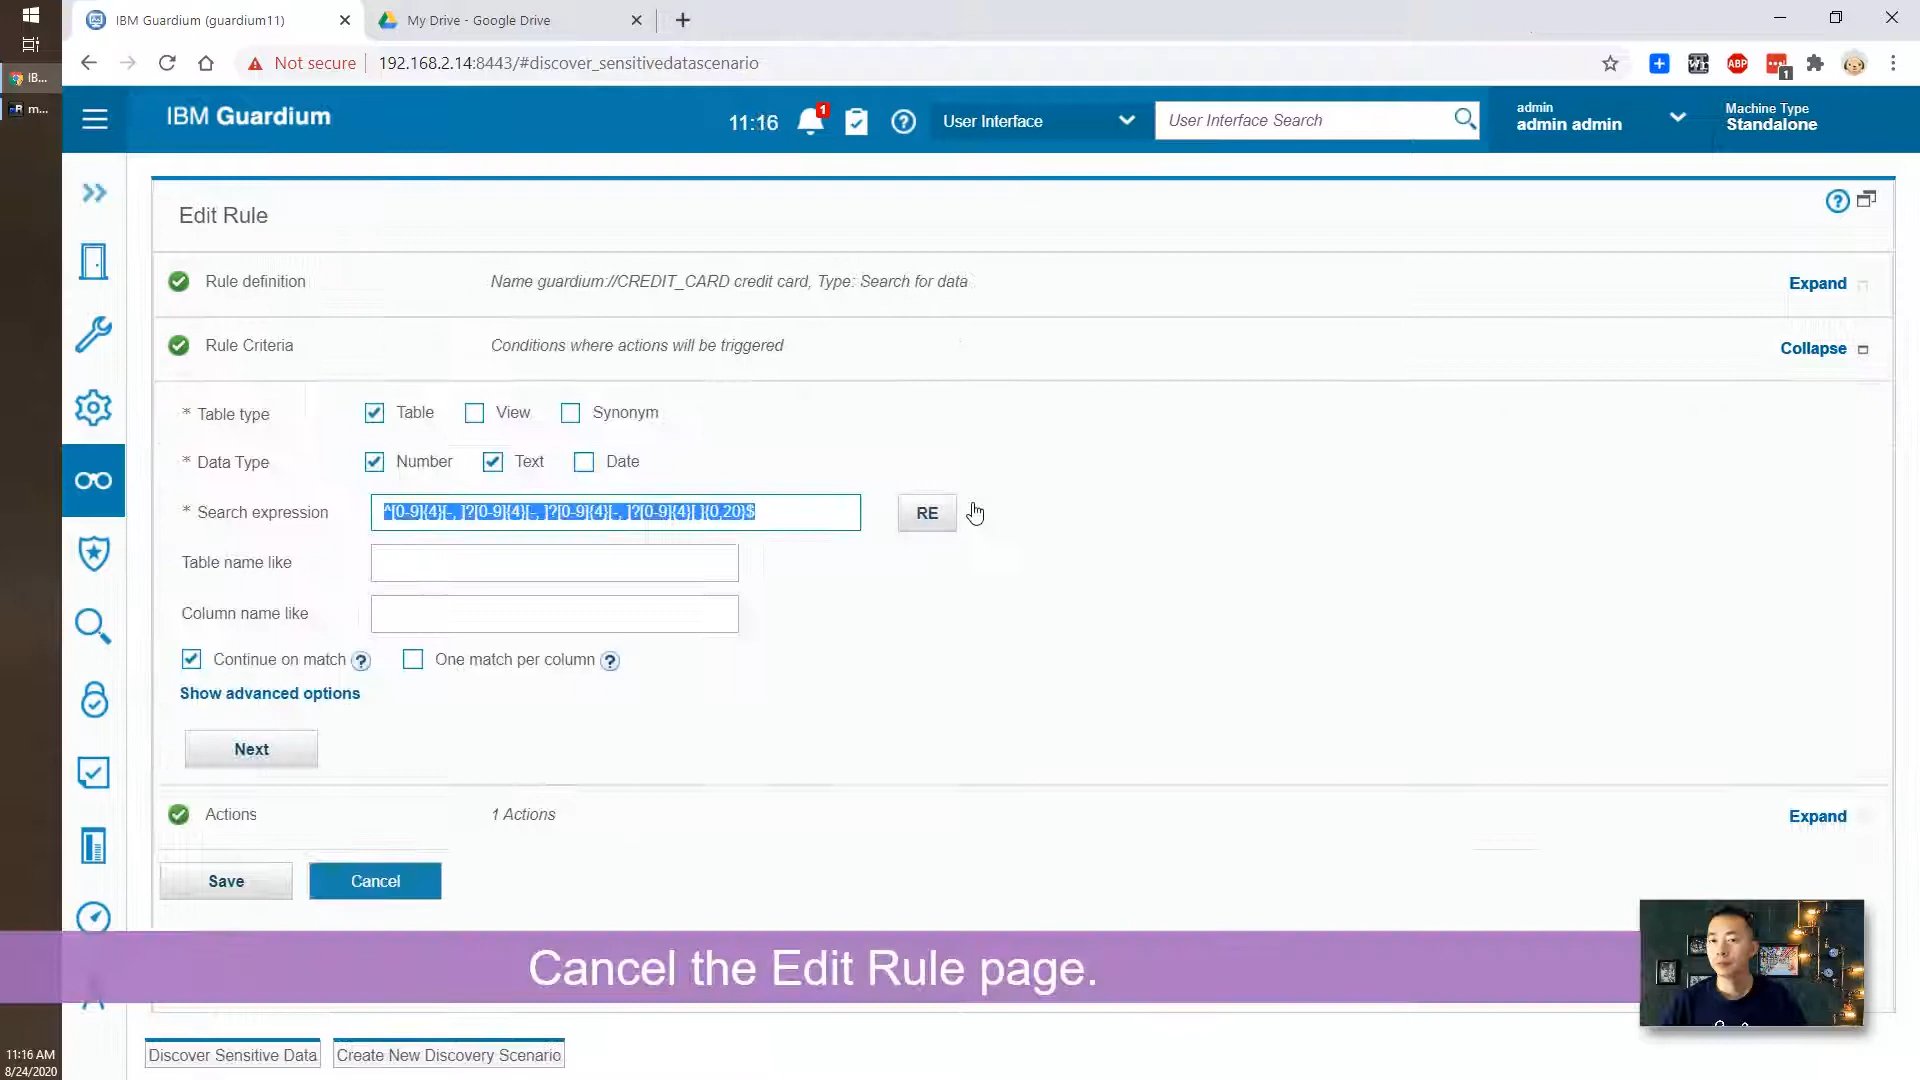 IBM Guardium (guardium11)
My Drive - Google Drive
IB...
m...
Not secure
192.168.2.14:8443/#discover_sensitivedatascenario
ABP
1
IBM Guardium
11:16
1
User Interface
User Interface Search
admin
admin admin
Machine Type
Standalone
Edit Rule
Rule definition
Name guardium://CREDIT_CARD credit card, Type: Search for data
Expand
Rule Criteria
Conditions where actions will be triggered
Collapse
* Table type
Table
View
Synonym
* Data Type
Number
Text
Date
* Search expression
^[0-9]{4}[-, ]?[0-9]{4}[-, ]?[0-9]{4}[-, ]?[0-9]{4}[ ]{0,20}$
RE
Table name like
Column name like
Continue on match
One match per column
Show advanced options
Next
Actions
1 Actions
Expand
Save
Cancel
Cancel the Edit Rule page.
Discover Sensitive Data
Create New Discovery Scenario
11:16 AM
8/24/2020